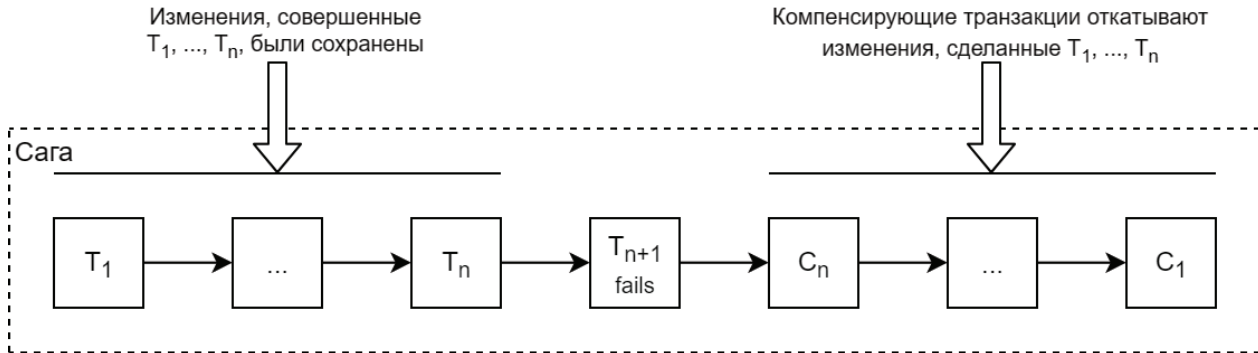 Изменения, совершенные
T₁, ..., Tₙ, были сохранены
Компенсирующие транзакции откатывают
изменения, сделанные T₁, ..., Tₙ
Сага
T₁
...
Tₙ
Tₙ₊₁
fails
Cₙ
...
C₁